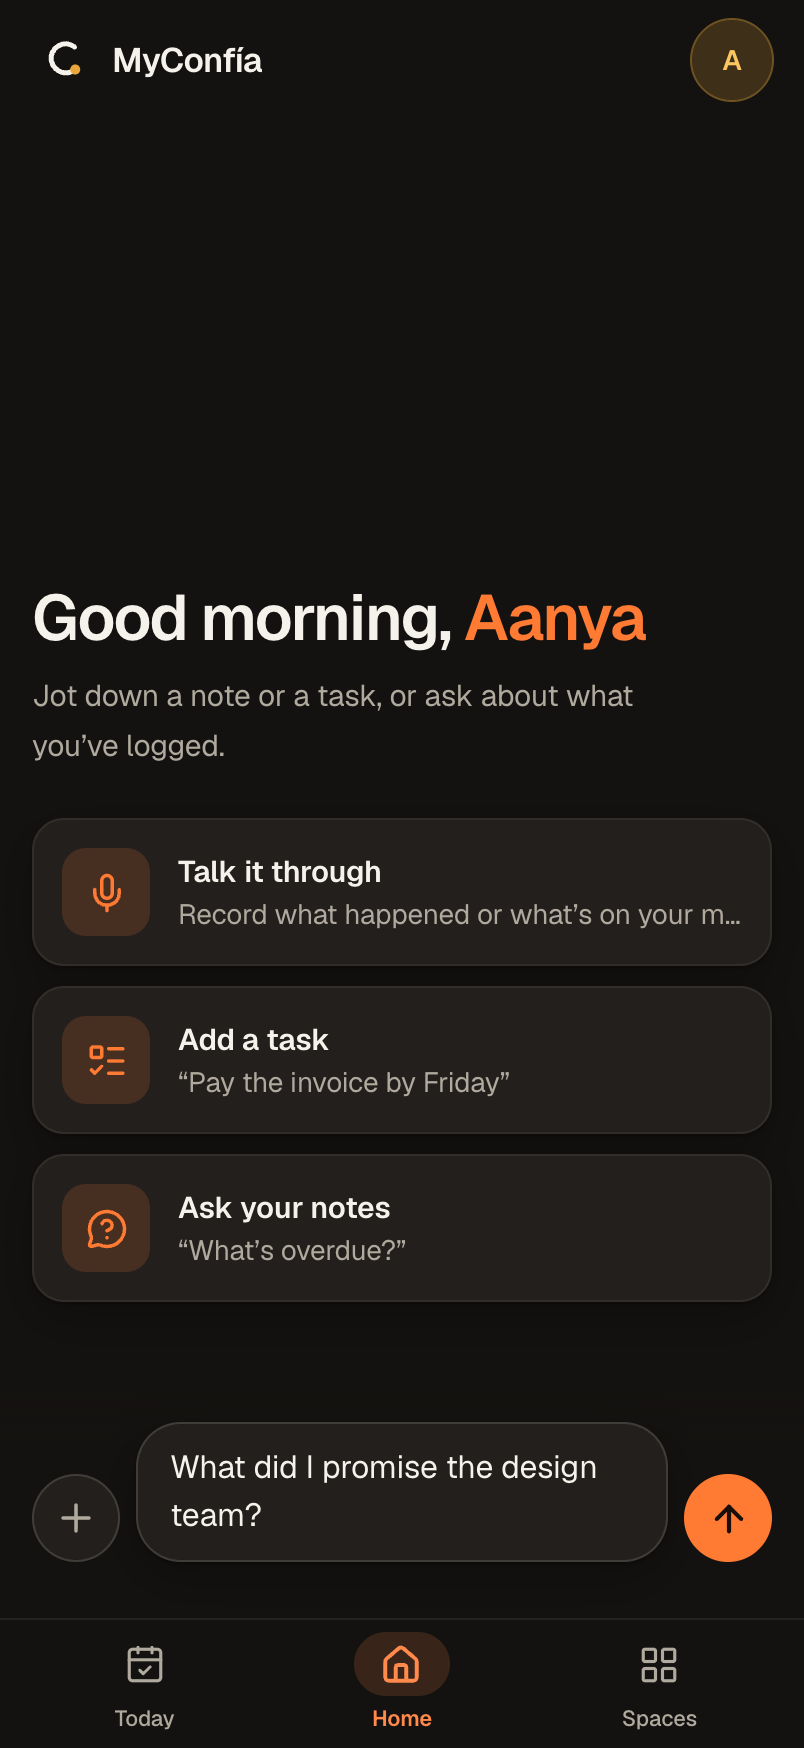 MyConfía
A
Good morning, Aanya
Jot down a note or a task, or ask about what
you’ve logged.
Talk it through
Record what happened or what’s on your m...
Add a task
“Pay the invoice by Friday”
Ask your notes
“What’s overdue?”
What did I promise the design
team?
Today
Home
Spaces